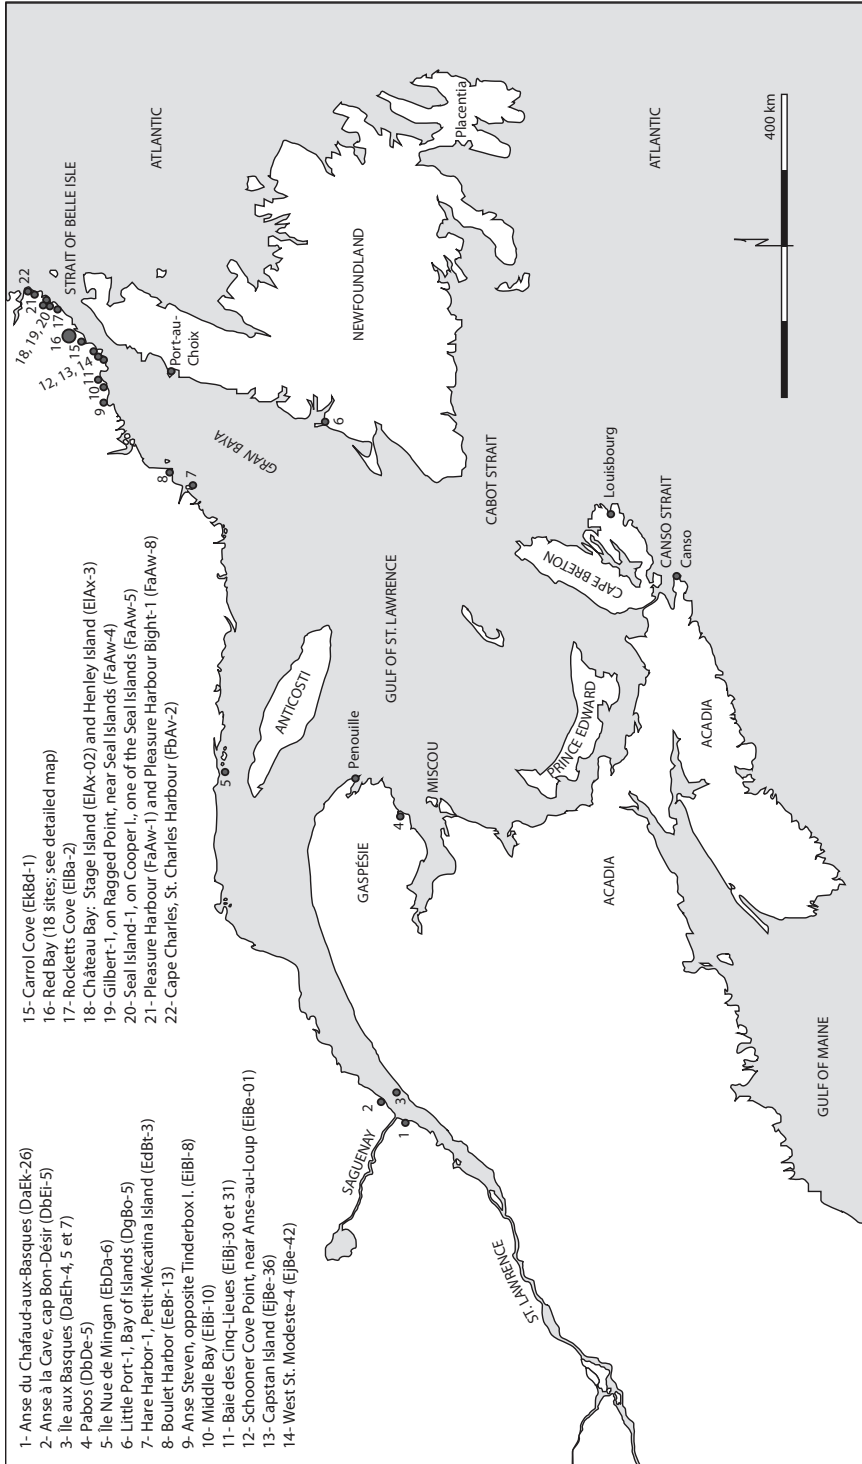 1- Anse du Chafaud-aux-Basques (DaEk-26)
2- Anse à la Cave, cap Bon-Désir (DbEi-5)
3- Île aux Basques (DaEh-4, 5 et 7)
4- Pabos (DbDe-5)
5- Île Nue de Mingan (EbDa-6)
6- Little Port-1, Bay of Islands (DgBo-5)
7- Hare Harbor-1, Petit-Mécatina Island (EdBt-3)
8- Boulet Harbor (EeBr-13)
9- Anse Steven, opposite Tinderbox I. (EiBl-8)
10- Middle Bay (EiBi-10)
11- Baie des Cinq-Lieues (EiBj-30 et 31)
12- Schooner Cove Point, near Anse-au-Loup (EiBe-01)
13- Capstan Island (EjBe-36)
14- West St. Modeste-4 (EjBe-42)
15- Carrol Cove (EkBd-1)
16- Red Bay (18 sites; see detailed map)
17- Rocketts Cove (ElBa-2)
18- Château Bay: Stage Island (ElAx-02) and Henley Island (ElAx-3)
19- Gilbert-1, on Ragged Point, near Seal Islands (FaAw-4)
20- Seal Island-1, on Cooper I., one of the Seal Islands (FaAw-5)
21- Pleasure Harbour (FaAw-1) and Pleasure Harbour Bight-1 (FaAw-8)
22- Cape Charles, St. Charles Harbour (FbAv-2)
22
21
18, 19, 20
17
16
15
12, 13, 14
11
10
9
8
7
6
5
4
3
2
1
STRAIT OF BELLE ISLE
ATLANTIC
Port-au-
Choix
GRAN BAYA
NEWFOUNDLAND
Placentia
ANTICOSTI
GULF OF ST. LAWRENCE
CABOT STRAIT
SAGUENAY
Penouille
GASPÉSIE
MISCOU
PRINCE EDWARD
CAPE BRETON
Louisbourg
CANSO STRAIT
Canso
ATLANTIC
400 km
ST. LAWRENCE
ACADIA
ACADIA
GULF OF MAINE